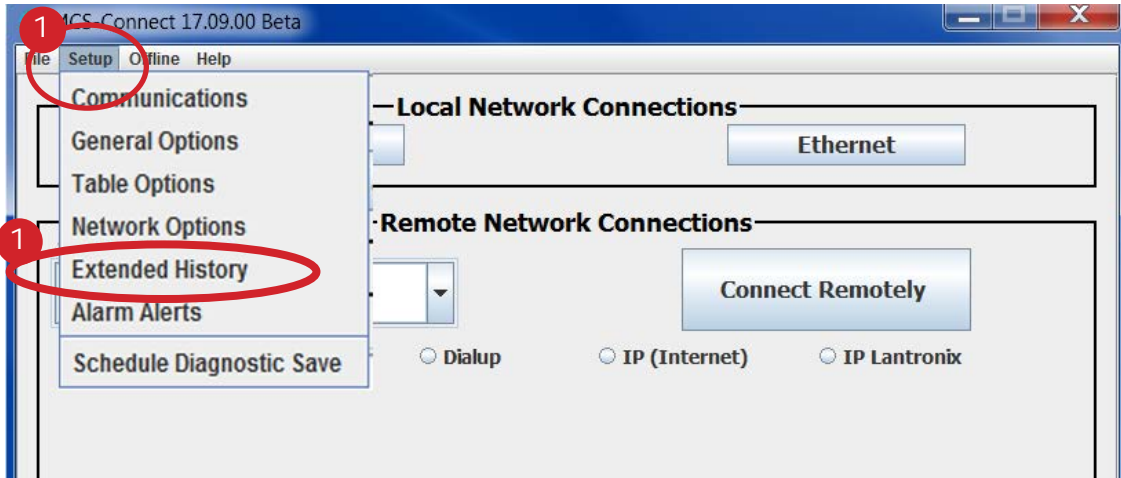 1
MCS-Connect 17.09.00 Beta
File Setup Offline Help
Communications
General Options
Table Options
Network Options
Extended History
Alarm Alerts
Schedule Diagnostic Save
Local Network Connections
Ethernet
Remote Network Connections
1
Connect Remotely
Dialup IP (Internet) IP Lantronix